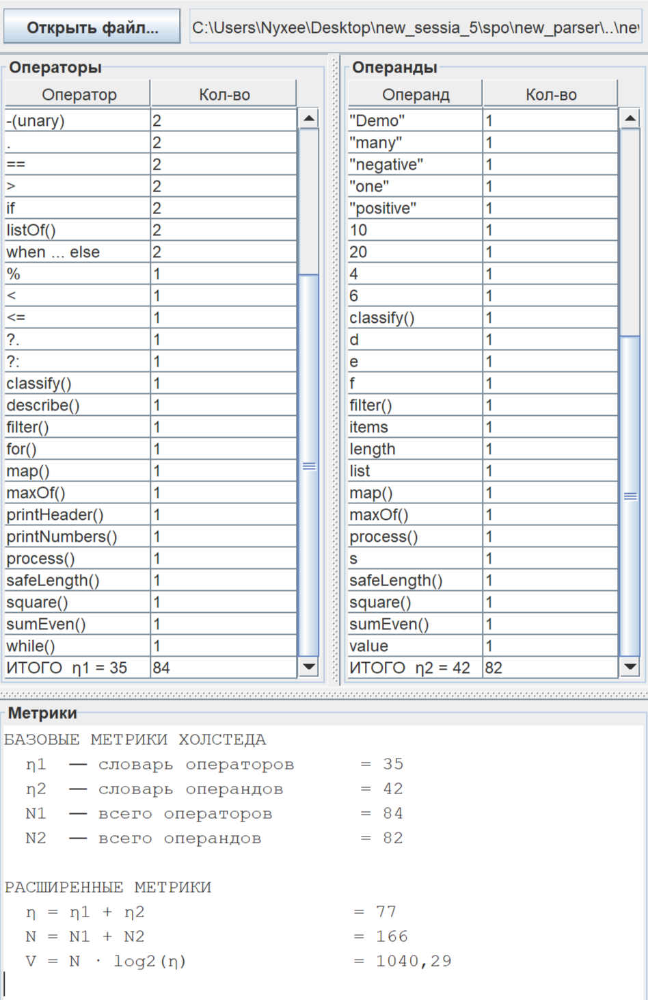 Открыть файл... C:\Users\Nyxee\Desktop\new_sessia_5\spo\new_parser\..\ne
Операторы
Оператор Кол-во
-(unary) 2
. 2
== 2
> 2
if 2
listOf() 2
when ... else 2
% 1
< 1
<= 1
?. 1
?: 1
classify() 1
describe() 1
filter() 1
for() 1
map() 1
maxOf() 1
printHeader() 1
printNumbers() 1
process() 1
safeLength() 1
square() 1
sumEven() 1
while() 1
ИТОГО η1 = 35 84
Операнды
Операнд Кол-во
"Demo" 1
"many" 1
"negative" 1
"one" 1
"positive" 1
10 1
20 1
4 1
6 1
classify() 1
d 1
e 1
f 1
filter() 1
items 1
length 1
list 1
map() 1
maxOf() 1
process() 1
s 1
safeLength() 1
square() 1
sumEven() 1
value 1
ИТОГО η2 = 42 82
Метрики
БАЗОВЫЕ МЕТРИКИ ХОЛСТЕДА
η1 — словарь операторов = 35
η2 — словарь операндов = 42
N1 — всего операторов = 84
N2 — всего операндов = 82
РАСШИРЕННЫЕ МЕТРИКИ
η = η1 + η2 = 77
N = N1 + N2 = 166
V = N · log2(η) = 1040,29